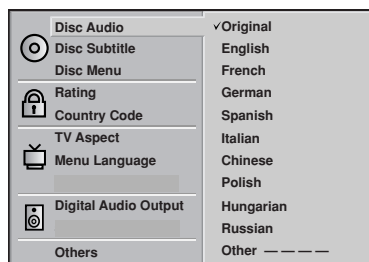 Disc Audio
Disc Subtitle
Disc Menu
Rating
Country Code
TV Aspect
Menu Language
Digital Audio Output
Others
✓Original
English
French
German
Spanish
Italian
Chinese
Polish
Hungarian
Russian
Other — — — —